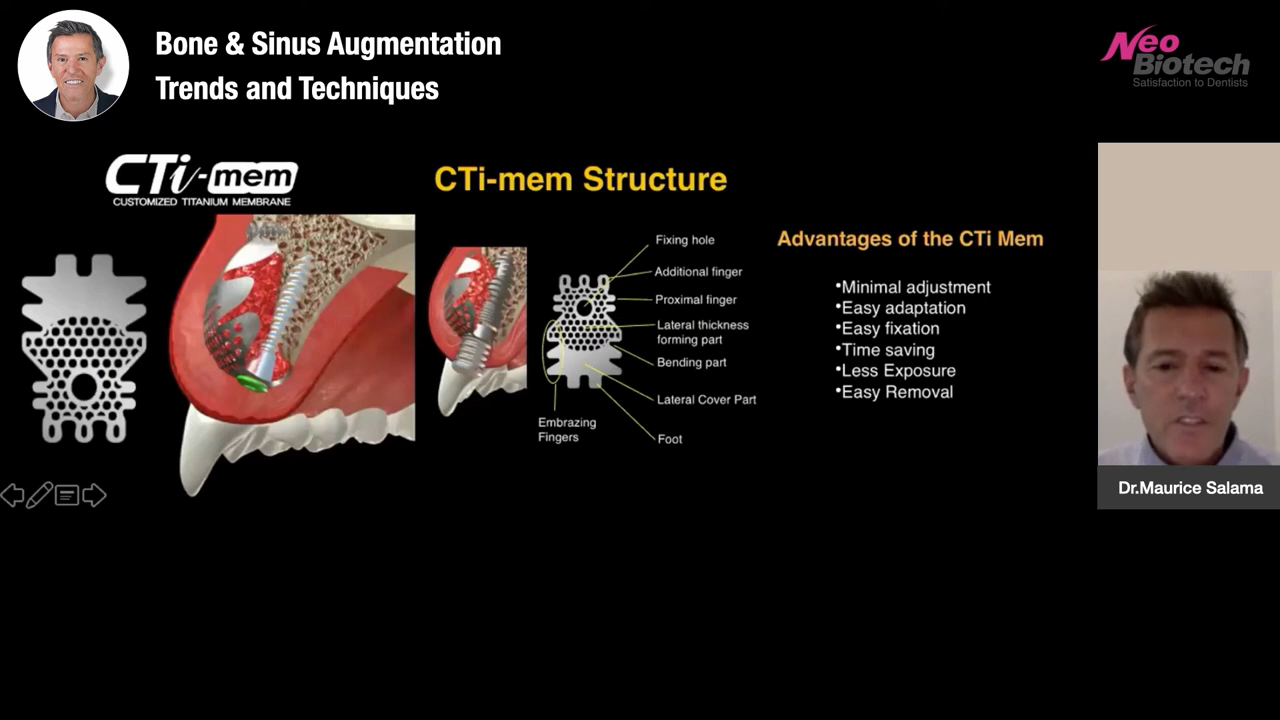 Bone & Sinus Augmentation
Trends and Techniques
Neo
Biotech
Satisfaction to Dentists
CTi-mem
CUSTOMIZED TITANIUM MEMBRANE
CTi-mem Structure
Fixing hole
Additional finger
Proximal finger
Lateral thickness
forming part
Bending part
Lateral Cover Part
Embrazing
Fingers
Foot
Advantages of the CTi Mem
•Minimal adjustment
•Easy adaptation
•Easy fixation
•Time saving
•Less Exposure
•Easy Removal
Dr.Maurice Salama